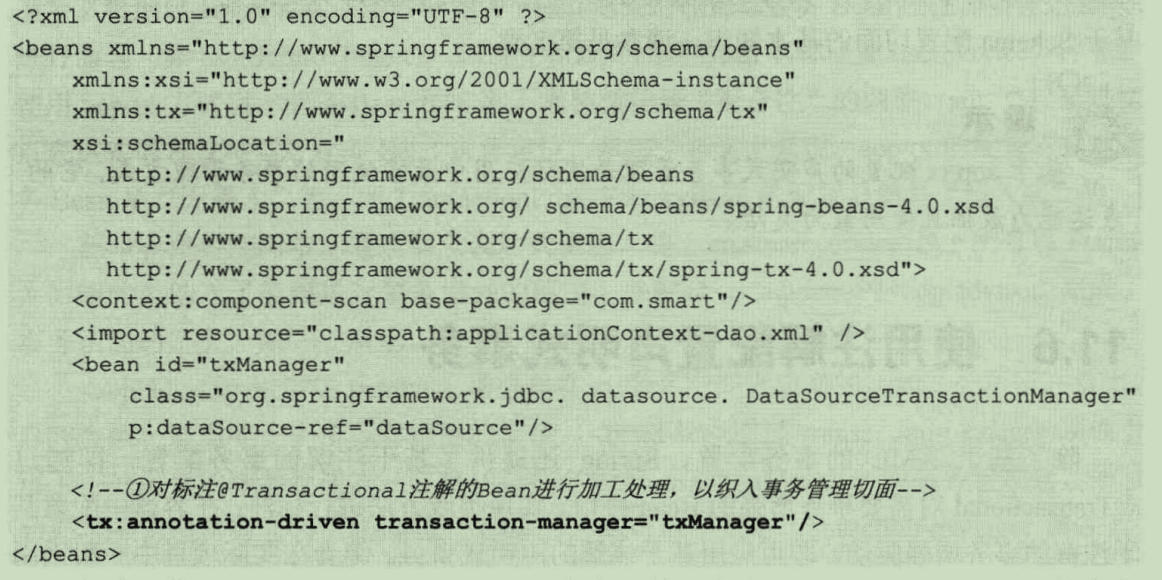 <?xml version="1.0" encoding="UTF-8" ?>
<beans xmlns="http://www.springframework.org/schema/beans"
xmlns:xsi="http://www.w3.org/2001/XMLSchema-instance"
xmlns:tx="http://www.springframework.org/schema/tx"
xsi:schemaLocation="
http://www.springframework.org/schema/beans
http://www.springframework.org/ schema/beans/spring-beans-4.0.xsd
http://www.springframework.org/schema/tx
http://www.springframework.org/schema/tx/spring-tx-4.0.xsd">
<context:component-scan base-package="com.smart"/>
<import resource="classpath:applicationContext-dao.xml" />
<bean id="txManager"
class="org.springframework.jdbc. datasource. DataSourceTransactionManager"
p:dataSource-ref="dataSource"/>
<!--①对标注@Transactional注解的Bean进行加工处理，以织入事务管理切面-->
<tx:annotation-driven transaction-manager="txManager"/>
</beans>